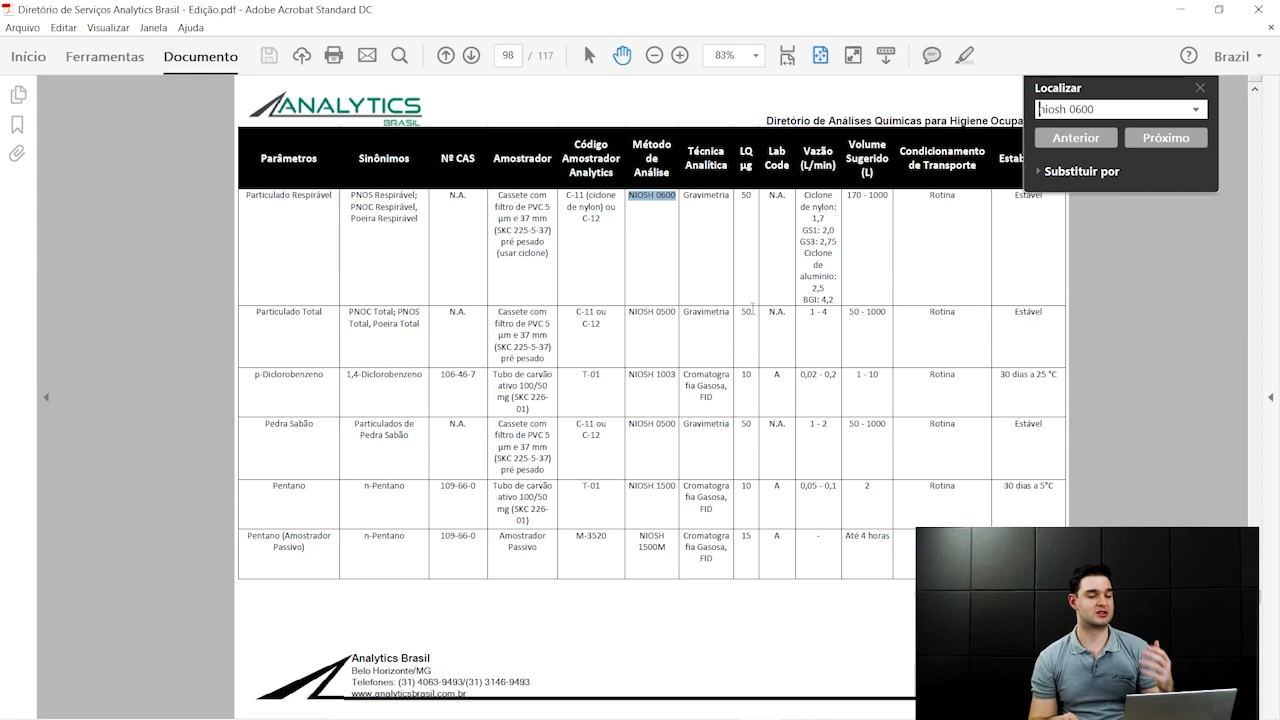 Diretório de Serviços Analytics Brasil - Edição.pdf - Adobe Acrobat Standard DC
Arquivo Editar Visualizar Janela Ajuda
Início Ferramentas Documento 98 / 117 83% Brazil
Localizar
niosh 0600
Anterior Próximo
Substituir por
ANALYTICS
BRASIL
Diretório de Análises Químicas para Higiene Ocupa
Parâmetros Sinônimos Nº CAS Amostrador Código Amostrador Analytics Método de Análise Técnica Analítica LQ µg Lab Code Vazão (L/min) Volume Sugerido (L) Condicionamento de Transporte Estab
Particulado Respirável PNOS Respirável; PNOC Respirável, Poeira Respirável N.A. Cassete com filtro de PVC 5 µm e 37 mm (SKC 225-5-37) pré pesado (usar ciclone) C-11 (ciclone de nylon) ou C-12 NIOSH 0600 Gravimetria 50 N.A. Ciclone de nylon: 1,7 GS1: 2,0 GS3: 2,75 Ciclone de aluminio: 2,5 BGI: 4,2 170 - 1000 Rotina Estável
Particulado Total PNOC Total; PNOS Total, Poeira Total N.A. Cassete com filtro de PVC 5 µm e 37 mm (SKC 225-5-37) pré pesado C-11 ou C-12 NIOSH 0500 Gravimetria 50 N.A. 1 - 4 50 - 1000 Rotina Estável
p-Diclorobenzeno 1,4-Diclorobenzeno 106-46-7 Tubo de carvão ativo 100/50 mg (SKC 226-01) T-01 NIOSH 1003 Cromatografia Gasosa, FID 10 A 0,02 - 0,2 1 - 10 Rotina 30 dias a 25 °C
Pedra Sabão Particulados de Pedra Sabão N.A. Cassete com filtro de PVC 5 µm e 37 mm (SKC 225-5-37) pré pesado C-11 ou C-12 NIOSH 0500 Gravimetria 50 N.A. 1 - 2 50 - 1000 Rotina Estável
Pentano n-Pentano 109-66-0 Tubo de carvão ativo 100/50 mg (SKC 226-01) T-01 NIOSH 1500 Cromatografia Gasosa, FID 10 A 0,05 - 0,1 2 Rotina 30 dias a 5°C
Pentano (Amostrador Passivo) n-Pentano 109-66-0 Amostrador Passivo M-3520 NIOSH 1500M Cromatografia Gasosa, FID 15 A - Até 4 horas
Analytics Brasil
Belo Horizonte/MG
Telefones: (31) 4063-9493/(31) 3146-9493
www.analyticsbrasil.com.br